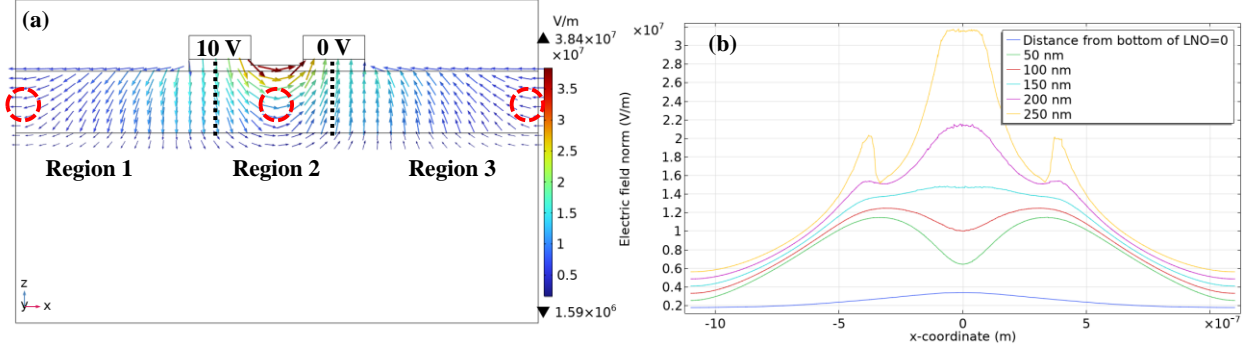 (a)
10 V
0 V
Region 1
Region 2
Region 3
z
y
x
V/m
3.84×10⁷
×10⁷
3.5
3
2.5
2
1.5
1
0.5
1.59×10⁶
(b)
×10⁷
3
2.8
2.6
2.4
2.2
2
1.8
1.6
1.4
1.2
1
0.8
0.6
0.4
0.2
Electric field norm (V/m)
Distance from bottom of LNO=0
50 nm
100 nm
150 nm
200 nm
250 nm
-10
-5
0
5
×10⁻⁷
x-coordinate (m)